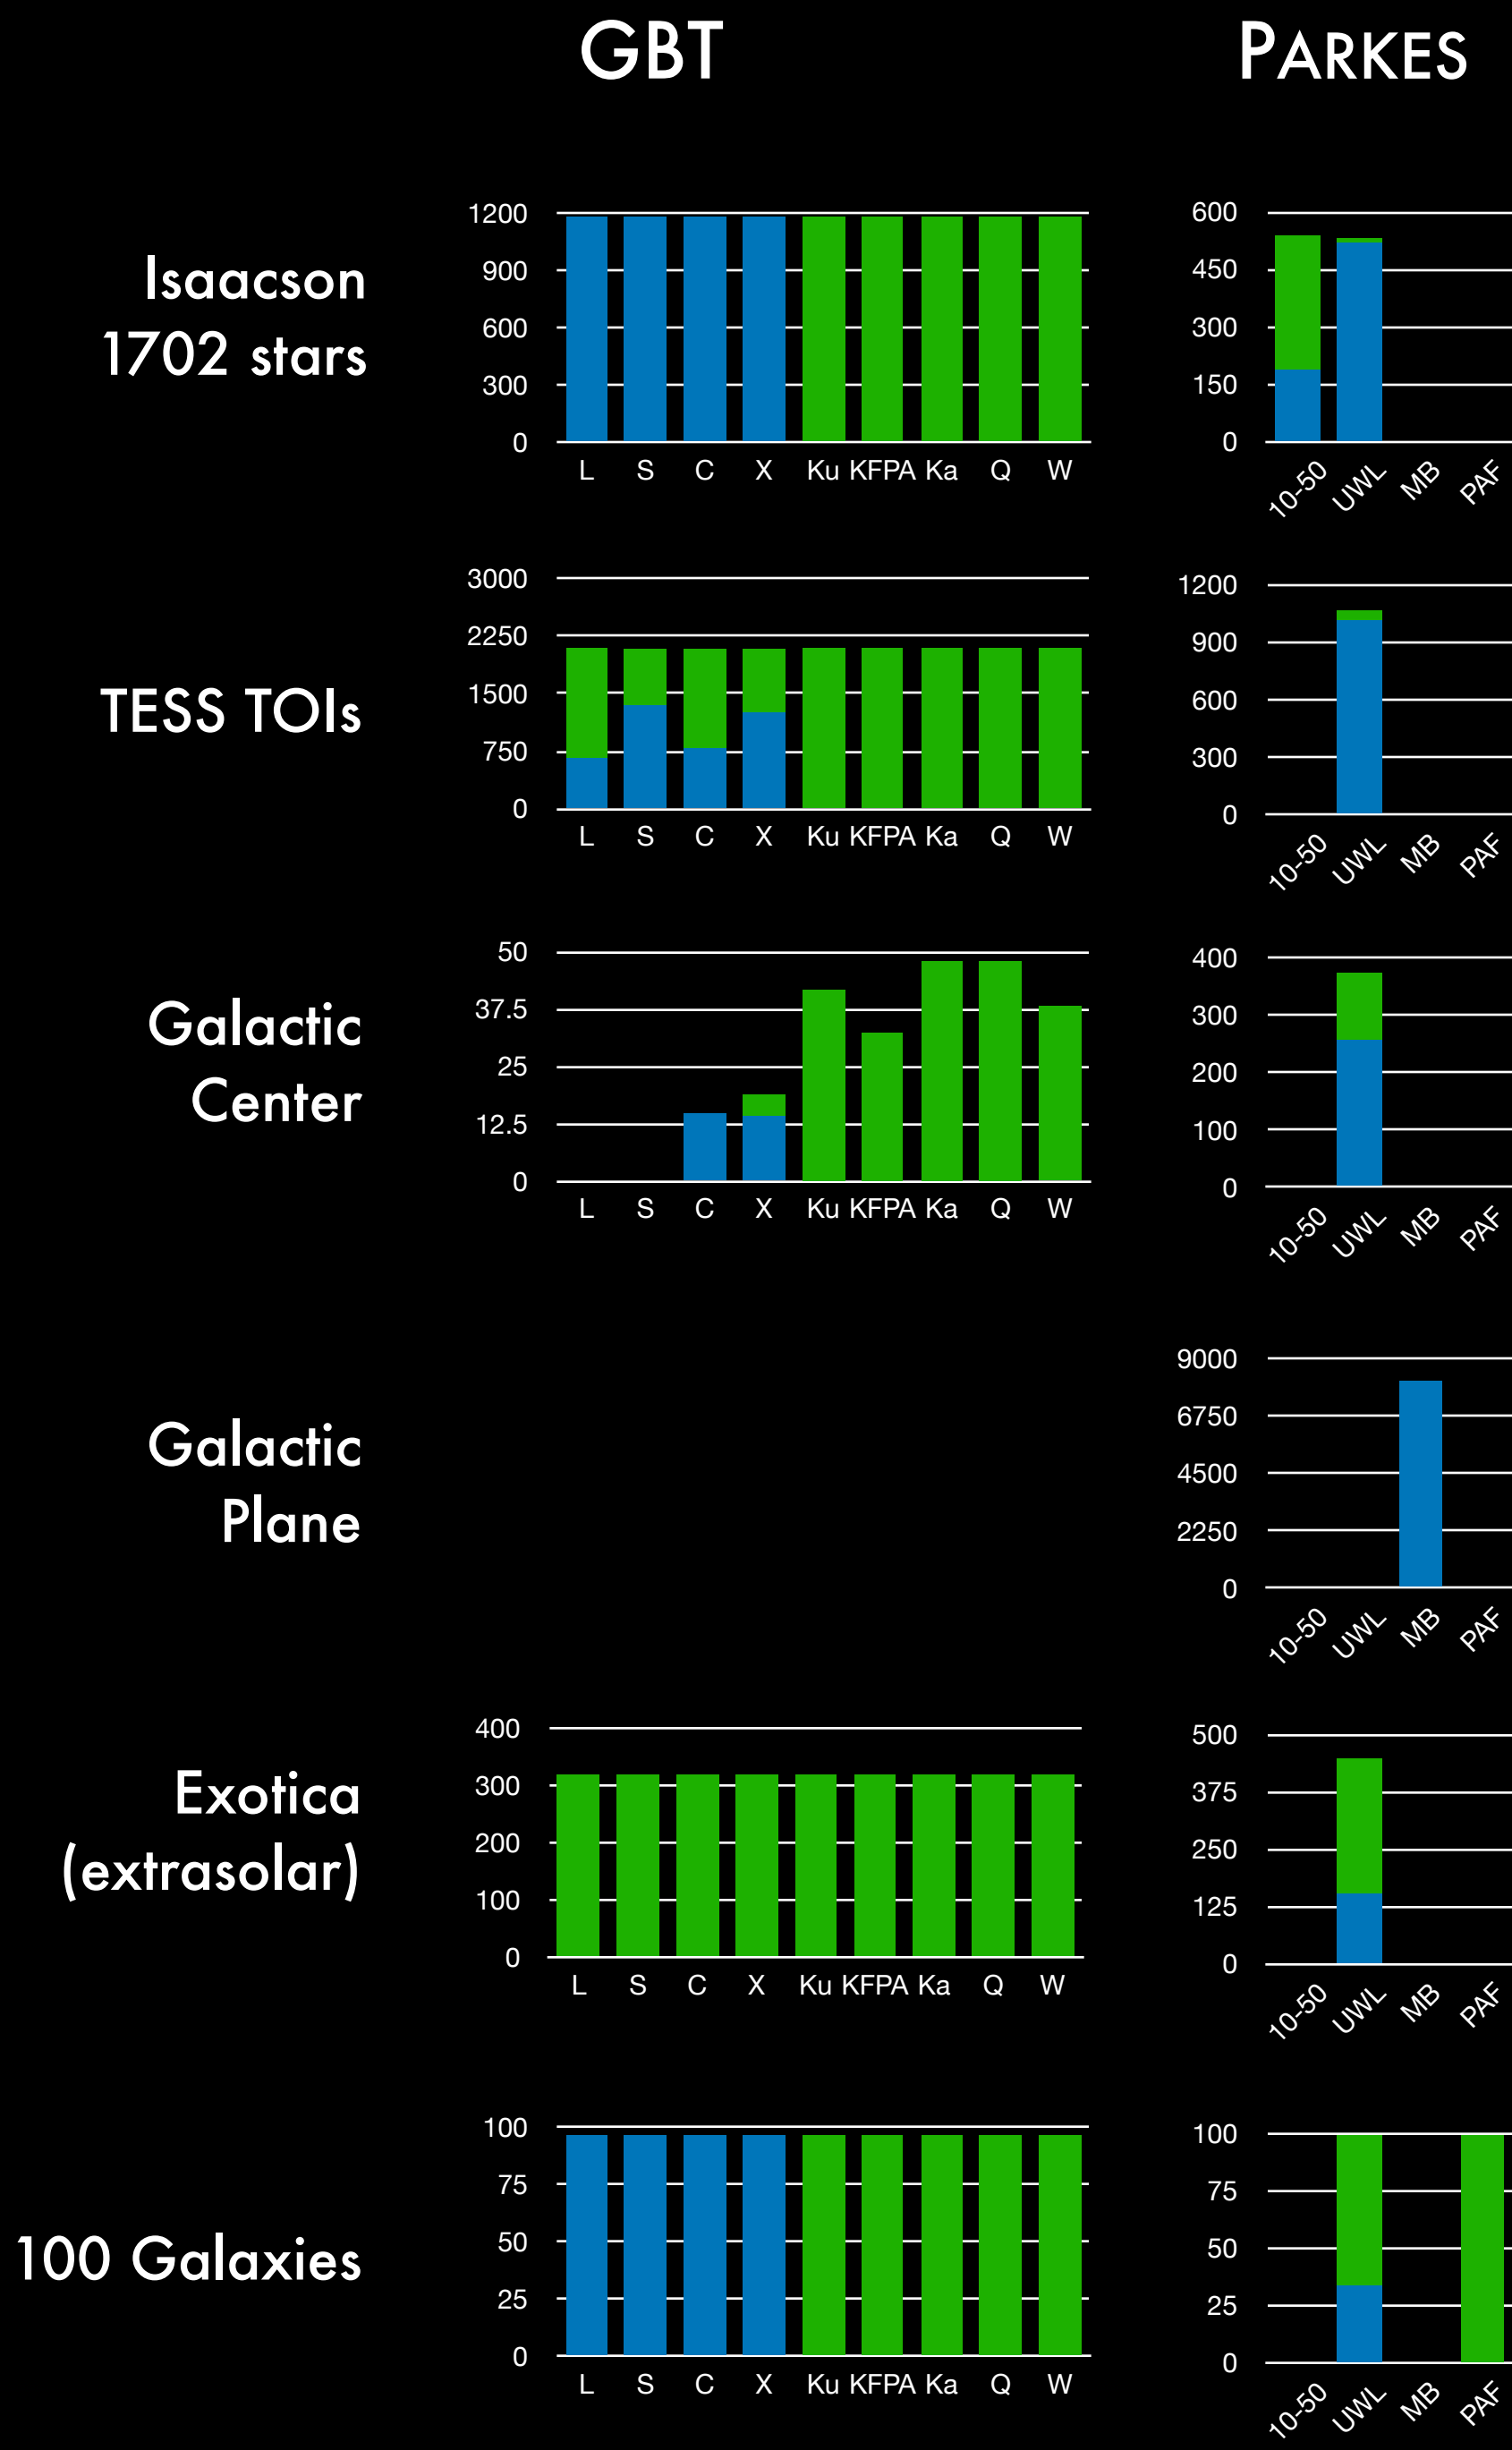 GBT PARKES
Isaacson
1702 stars
1200
900
600
300
0
L S C X Ku KFPA Ka Q W
600
450
300
150
0
10-50 UWL MB PAF
TESS TOIs
3000
2250
1500
750
0
L S C X Ku KFPA Ka Q W
1200
900
600
300
0
10-50 UWL MB PAF
Galactic
Center
50
37.5
25
12.5
0
L S C X Ku KFPA Ka Q W
400
300
200
100
0
10-50 UWL MB PAF
Galactic
Plane
9000
6750
4500
2250
0
10-50 UWL MB PAF
Exotica
(extrasolar)
400
300
200
100
0
L S C X Ku KFPA Ka Q W
500
375
250
125
0
10-50 UWL MB PAF
100 Galaxies
100
75
50
25
0
L S C X Ku KFPA Ka Q W
100
75
50
25
0
10-50 UWL MB PAF